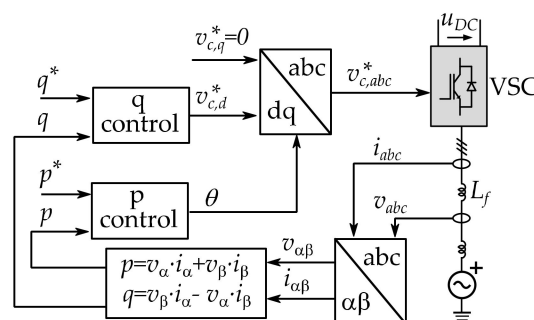 u_DC
v*_c,q=0
abc
dq
v*_c,abc
VSC
q*
q
q
control
v*_c,d
p*
p
p
control
θ
i_abc
L_f
v_abc
p=v_α·i_α+v_β·i_β
q=v_β·i_α- v_α·i_β
v_αβ
i_αβ
abc
αβ
+